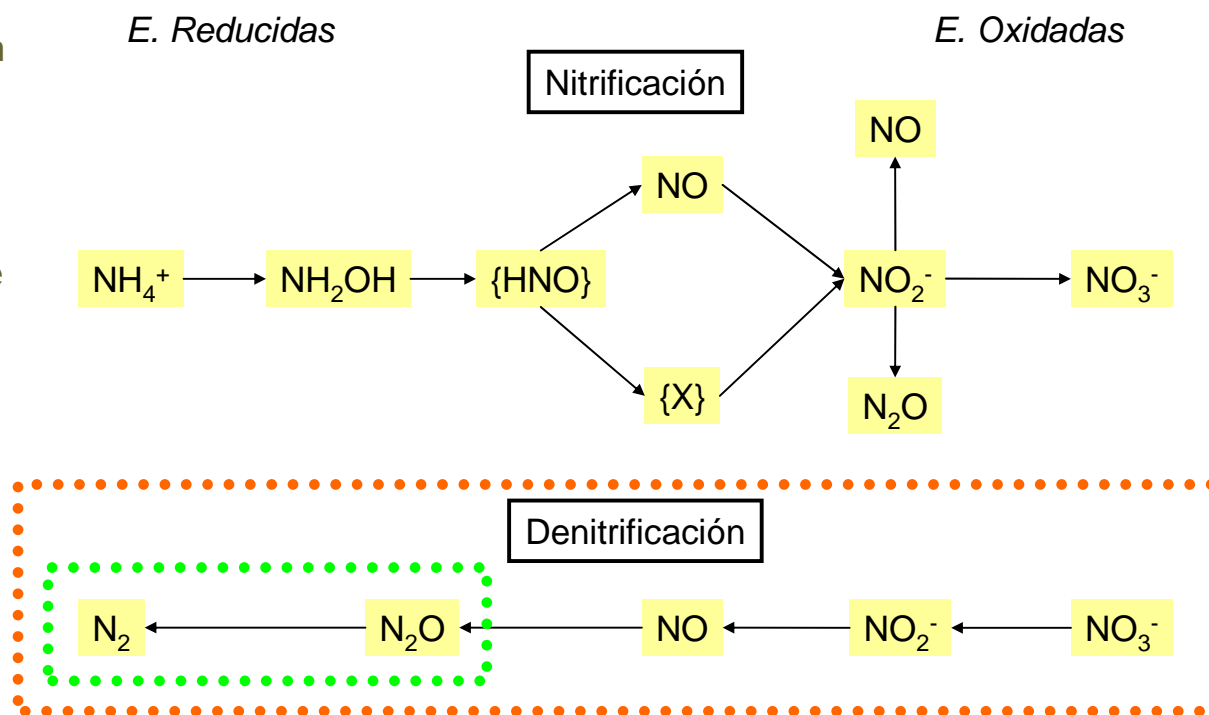 E. Reducidas
E. Oxidadas
n
Nitrificación
NO
NO
e
NH₄⁺
NH₂OH
{HNO}
NO₂⁻
NO₃⁻
{X}
N₂O
Denitrificación
N₂
N₂O
NO
NO₂⁻
NO₃⁻